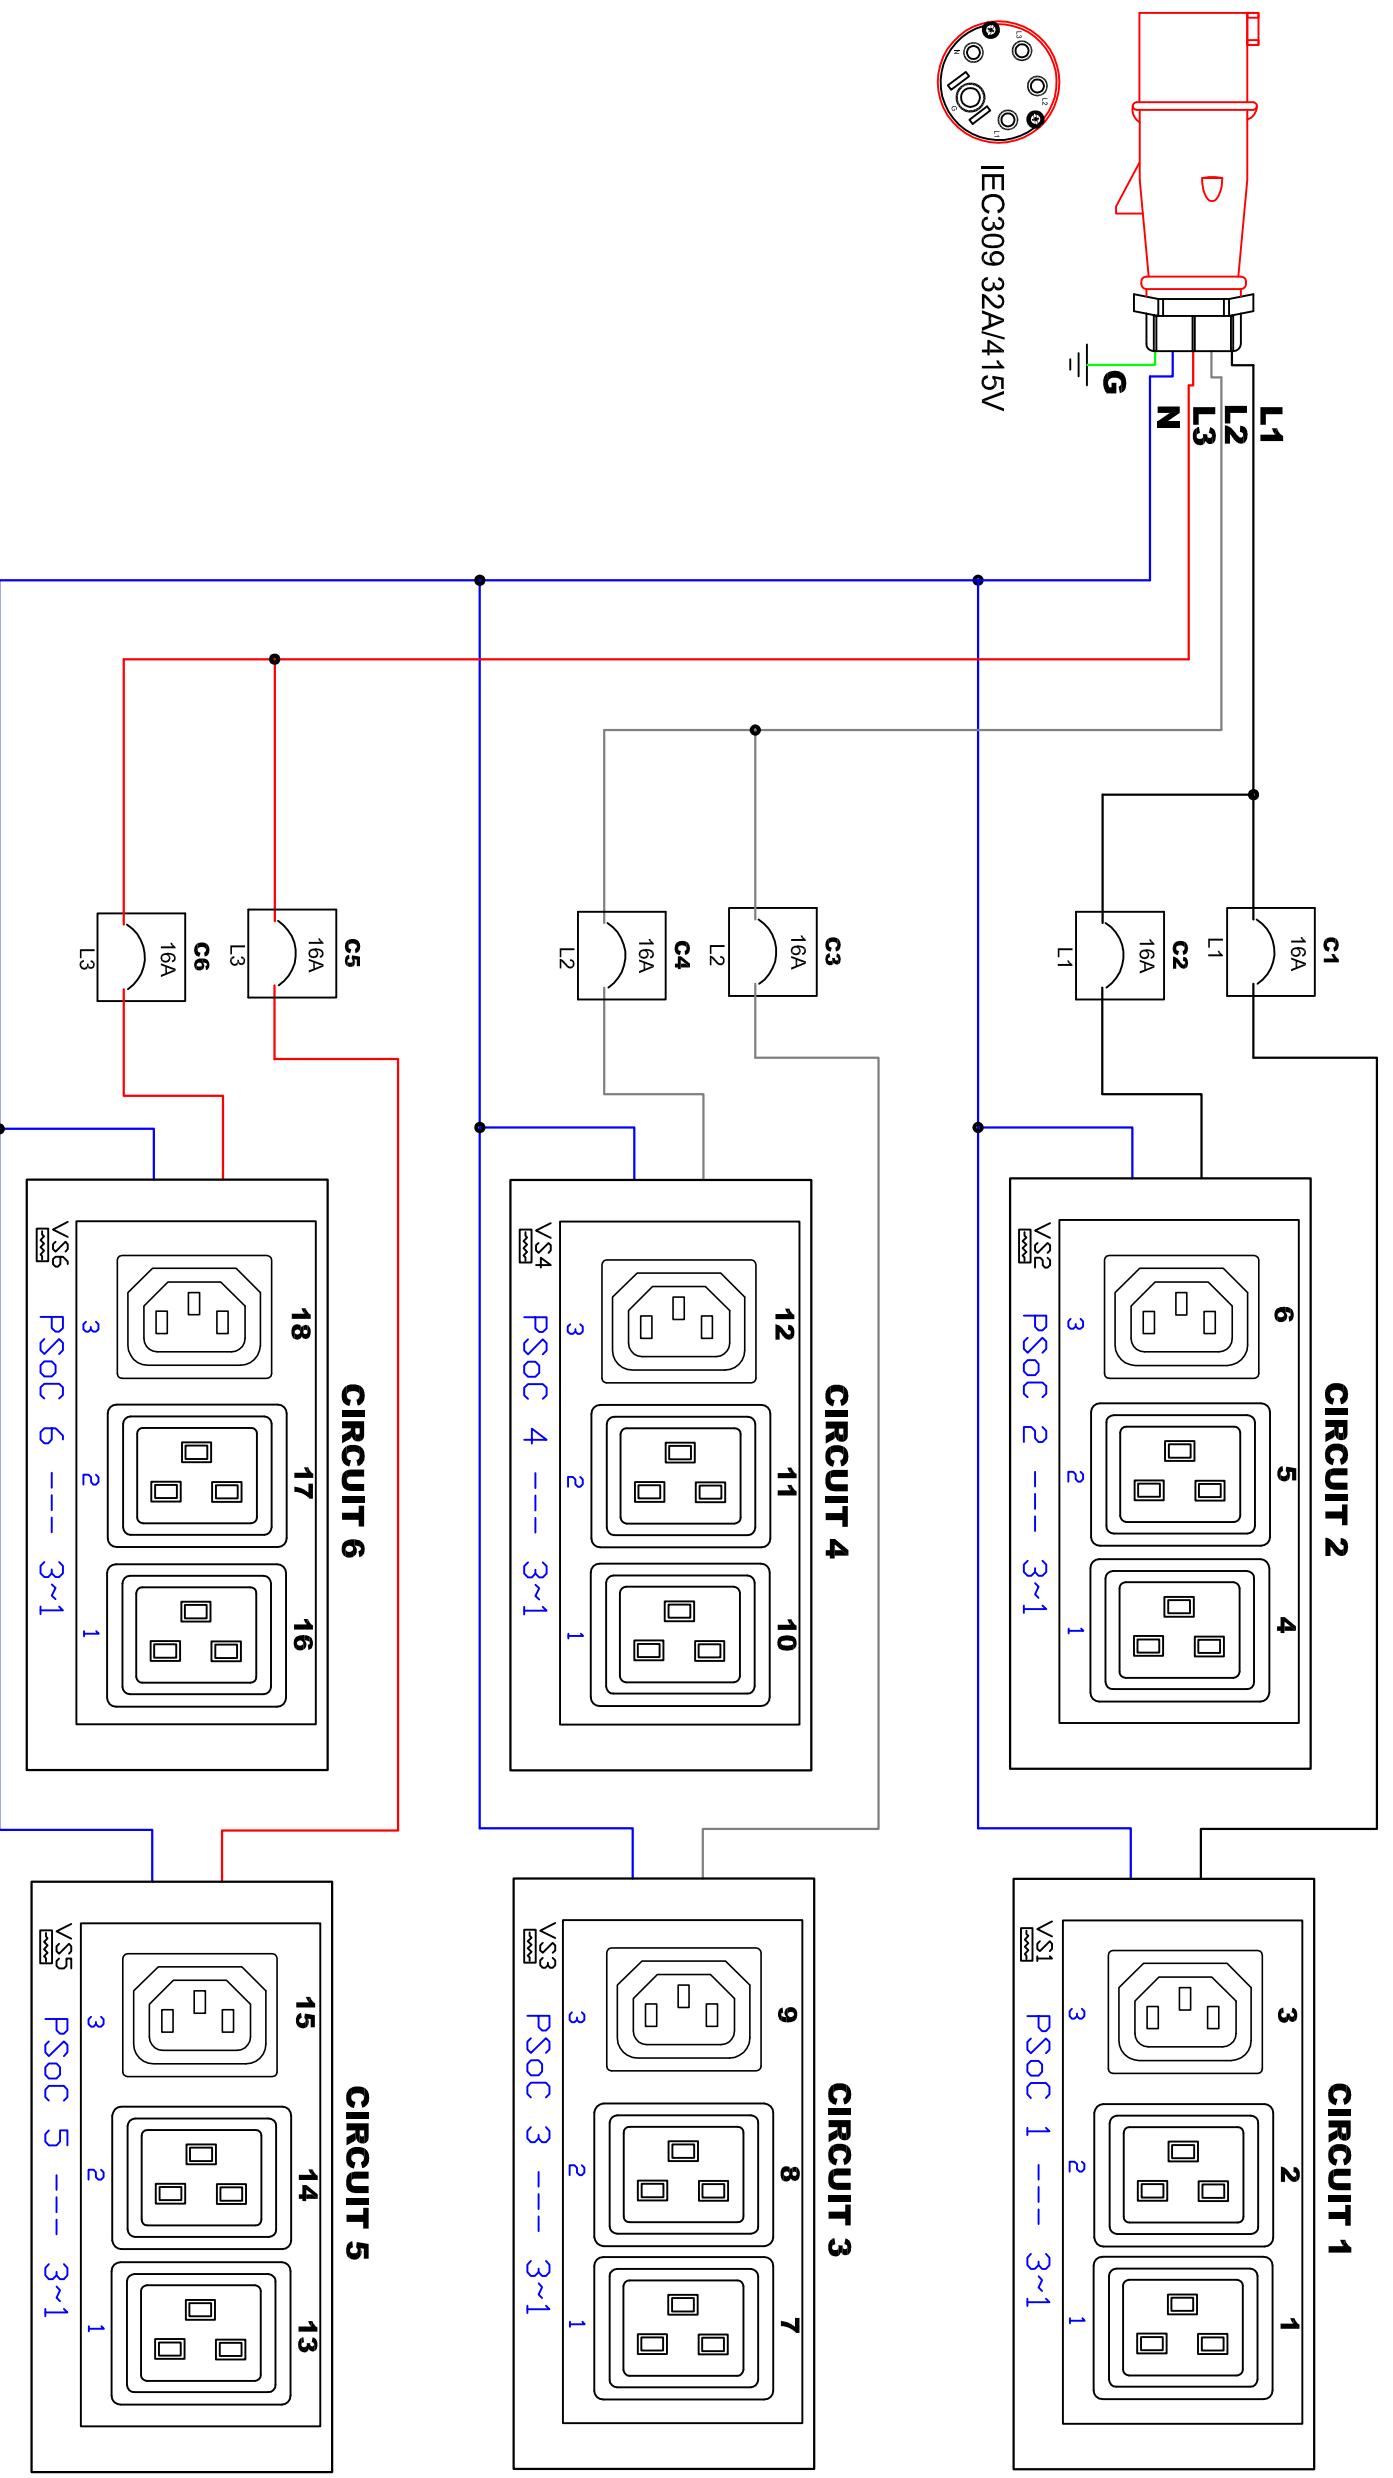 IEC309 32A/415V
L3
L2
L1
N
G
L1
L2
L3
N
G
C1
16A
L1
C2
16A
L1
C3
16A
L2
C4
16A
L2
C5
16A
L3
C6
16A
L3
CIRCUIT 2
6 5 4
3 2 1
VS2 PSoC 2 --- 3~1
CIRCUIT 1
3 2 1
3 2 1
VS1 PSoC 1 --- 3~1
CIRCUIT 4
12 11 10
3 2 1
VS4 PSoC 4 --- 3~1
CIRCUIT 3
9 8 7
3 2 1
VS3 PSoC 3 --- 3~1
CIRCUIT 6
18 17 16
3 2 1
VS6 PSoC 6 --- 3~1
CIRCUIT 5
15 14 13
3 2 1
VS5 PSoC 5 --- 3~1